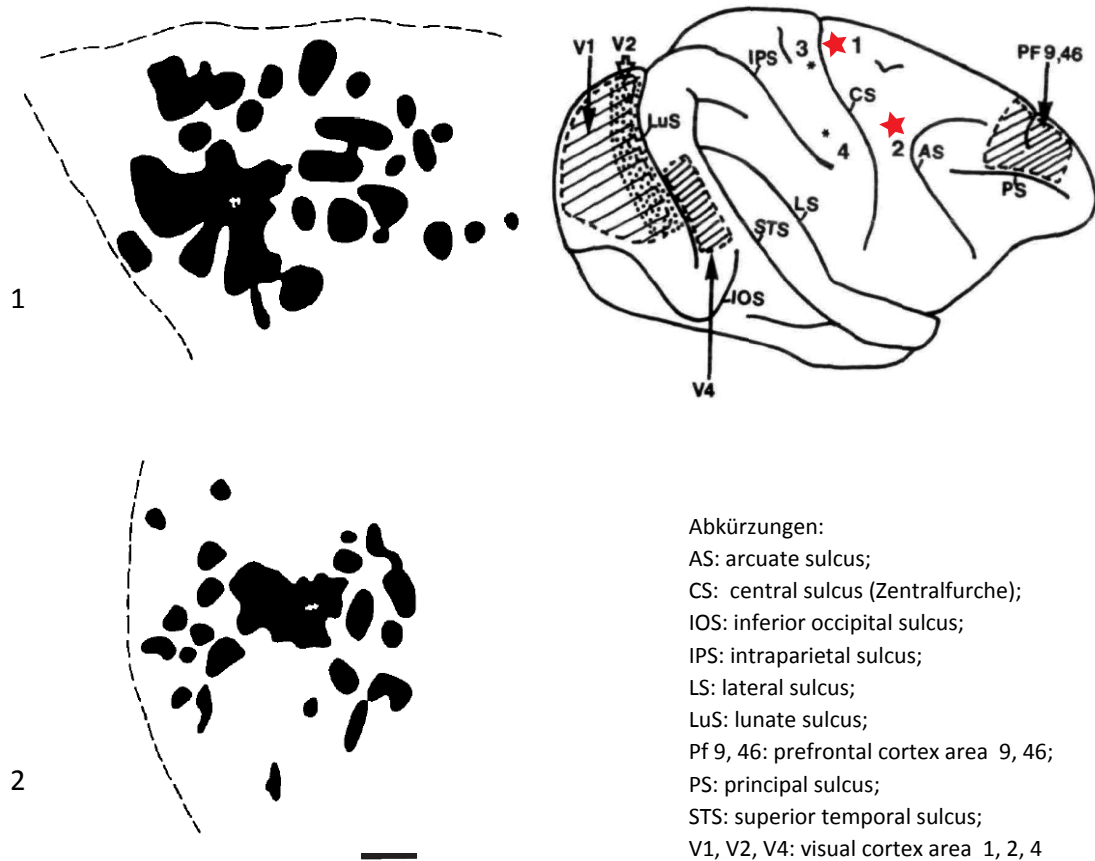 1
2
V1
V2
IPS
3
1
PF 9,46
CS
LuS
4
2
AS
PS
LS
STS
IOS
V4
Abkürzungen:
AS: arcuate sulcus;
CS: central sulcus (Zentralfurche);
IOS: inferior occipital sulcus;
IPS: intraparietal sulcus;
LS: lateral sulcus;
LuS: lunate sulcus;
Pf 9, 46: prefrontal cortex area 9, 46;
PS: principal sulcus;
STS: superior temporal sulcus;
V1, V2, V4: visual cortex area 1, 2, 4